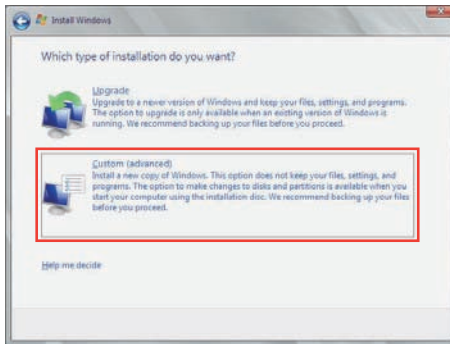 Install Windows
Which type of installation do you want?
Upgrade
Upgrade to a newer version of Windows and keep your files, settings, and programs.
The option to upgrade is only available when an existing version of Windows is
running. We recommend backing up your files before you proceed.
Custom (advanced)
Install a new copy of Windows. This option does not keep your files, settings, and
programs. The option to make changes to disks and partitions is available when you
start your computer using the installation disc. We recommend backing up your files
before you proceed.
Help me decide